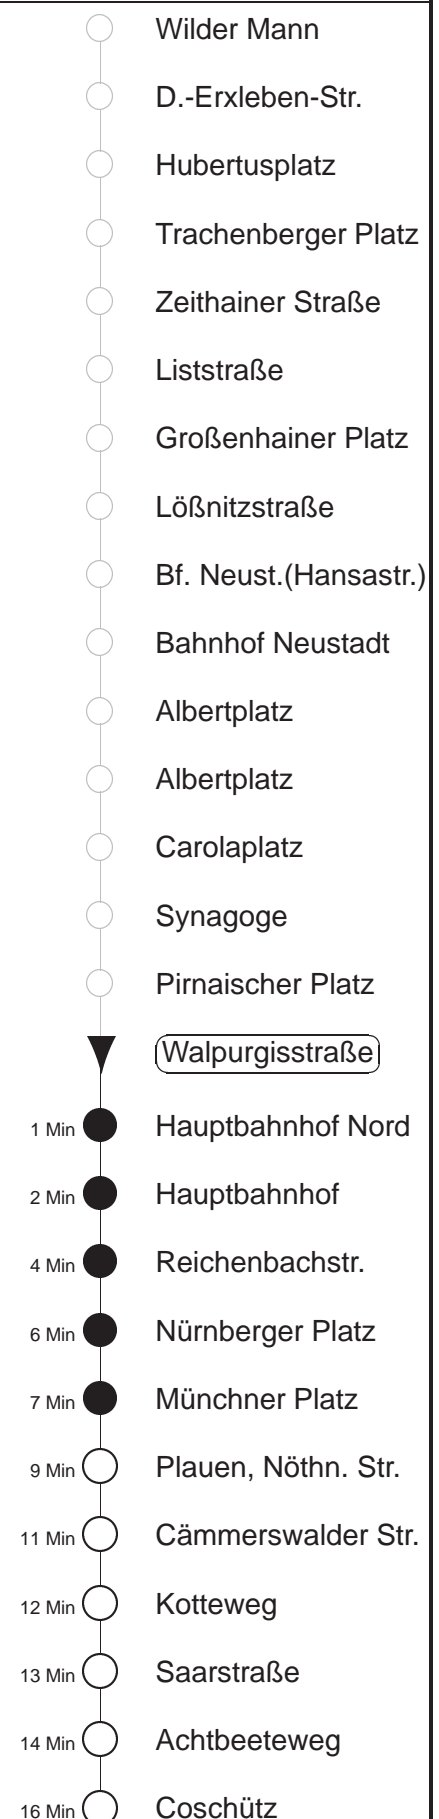 Wilder Mann
D.-Erxleben-Str.
Hubertusplatz
Trachenberger Platz
Zeithainer Straße
Liststraße
Großenhainer Platz
Lößnitzstraße
Bf. Neust.(Hansastr.)
Bahnhof Neustadt
Albertplatz
Albertplatz
Carolaplatz
Synagoge
Pirnaischer Platz
Walpurgisstraße
1 Min Hauptbahnhof Nord
2 Min Hauptbahnhof
4 Min Reichenbachstr.
6 Min Nürnberger Platz
7 Min Münchner Platz
9 Min Plauen, Nöthn. Str.
11 Min Cämmerswalder Str.
12 Min Kotteweg
13 Min Saarstraße
14 Min Achtbeeteweg
16 Min Coschütz